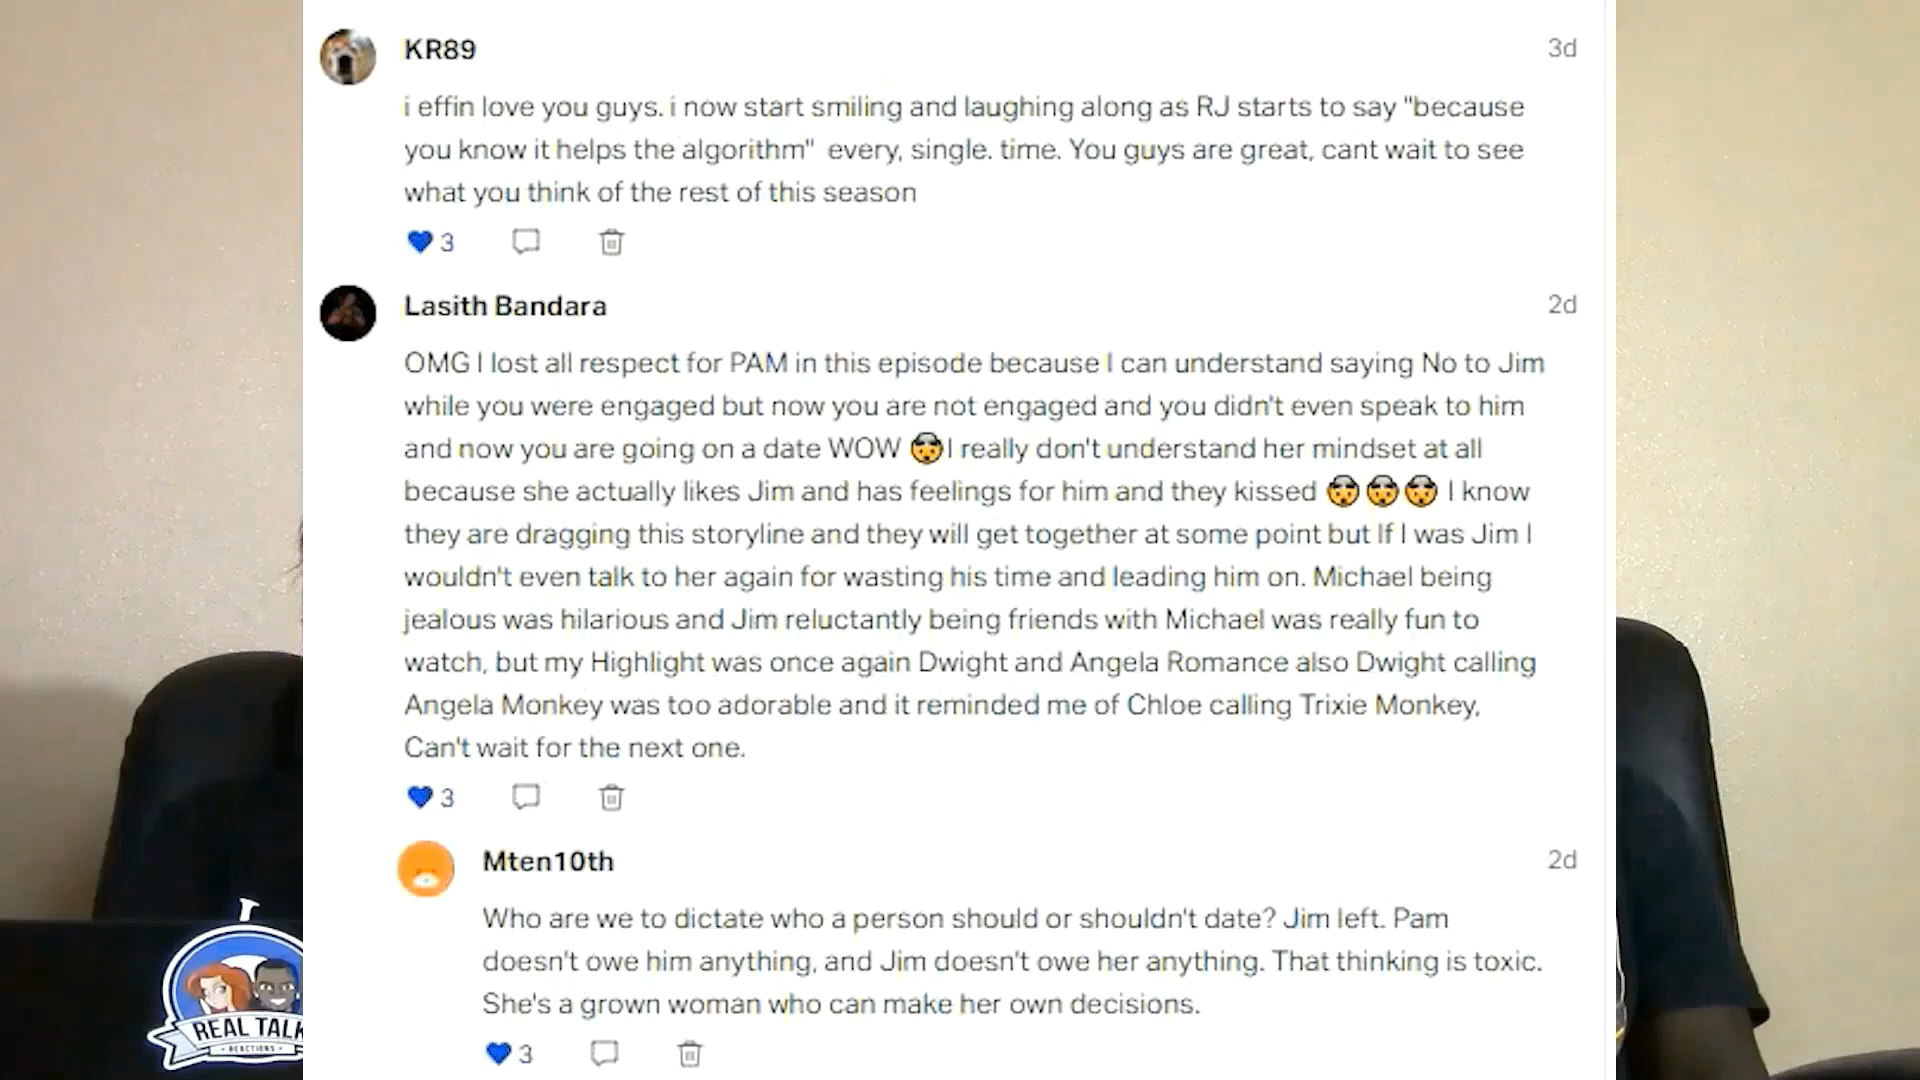 KR89
3d
i effin love you guys. i now start smiling and laughing along as RJ starts to say "because
you know it helps the algorithm"  every, single. time. You guys are great, cant wait to see
what you think of the rest of this season
3
Lasith Bandara
2d
OMG I lost all respect for PAM in this episode because I can understand saying No to Jim
while you were engaged but now you are not engaged and you didn't even speak to him
and now you are going on a date WOW 🤯I really don't understand her mindset at all
because she actually likes Jim and has feelings for him and they kissed 🤯🤯🤯 I know
they are dragging this storyline and they will get together at some point but If I was Jim I
wouldn't even talk to her again for wasting his time and leading him on. Michael being
jealous was hilarious and Jim reluctantly being friends with Michael was really fun to
watch, but my Highlight was once again Dwight and Angela Romance also Dwight calling
Angela Monkey was too adorable and it reminded me of Chloe calling Trixie Monkey,
Can't wait for the next one.
3
Mten10th
2d
Who are we to dictate who a person should or shouldn't date? Jim left. Pam
doesn't owe him anything, and Jim doesn't owe her anything. That thinking is toxic.
She's a grown woman who can make her own decisions.
3
REAL TALK
REACTIONS